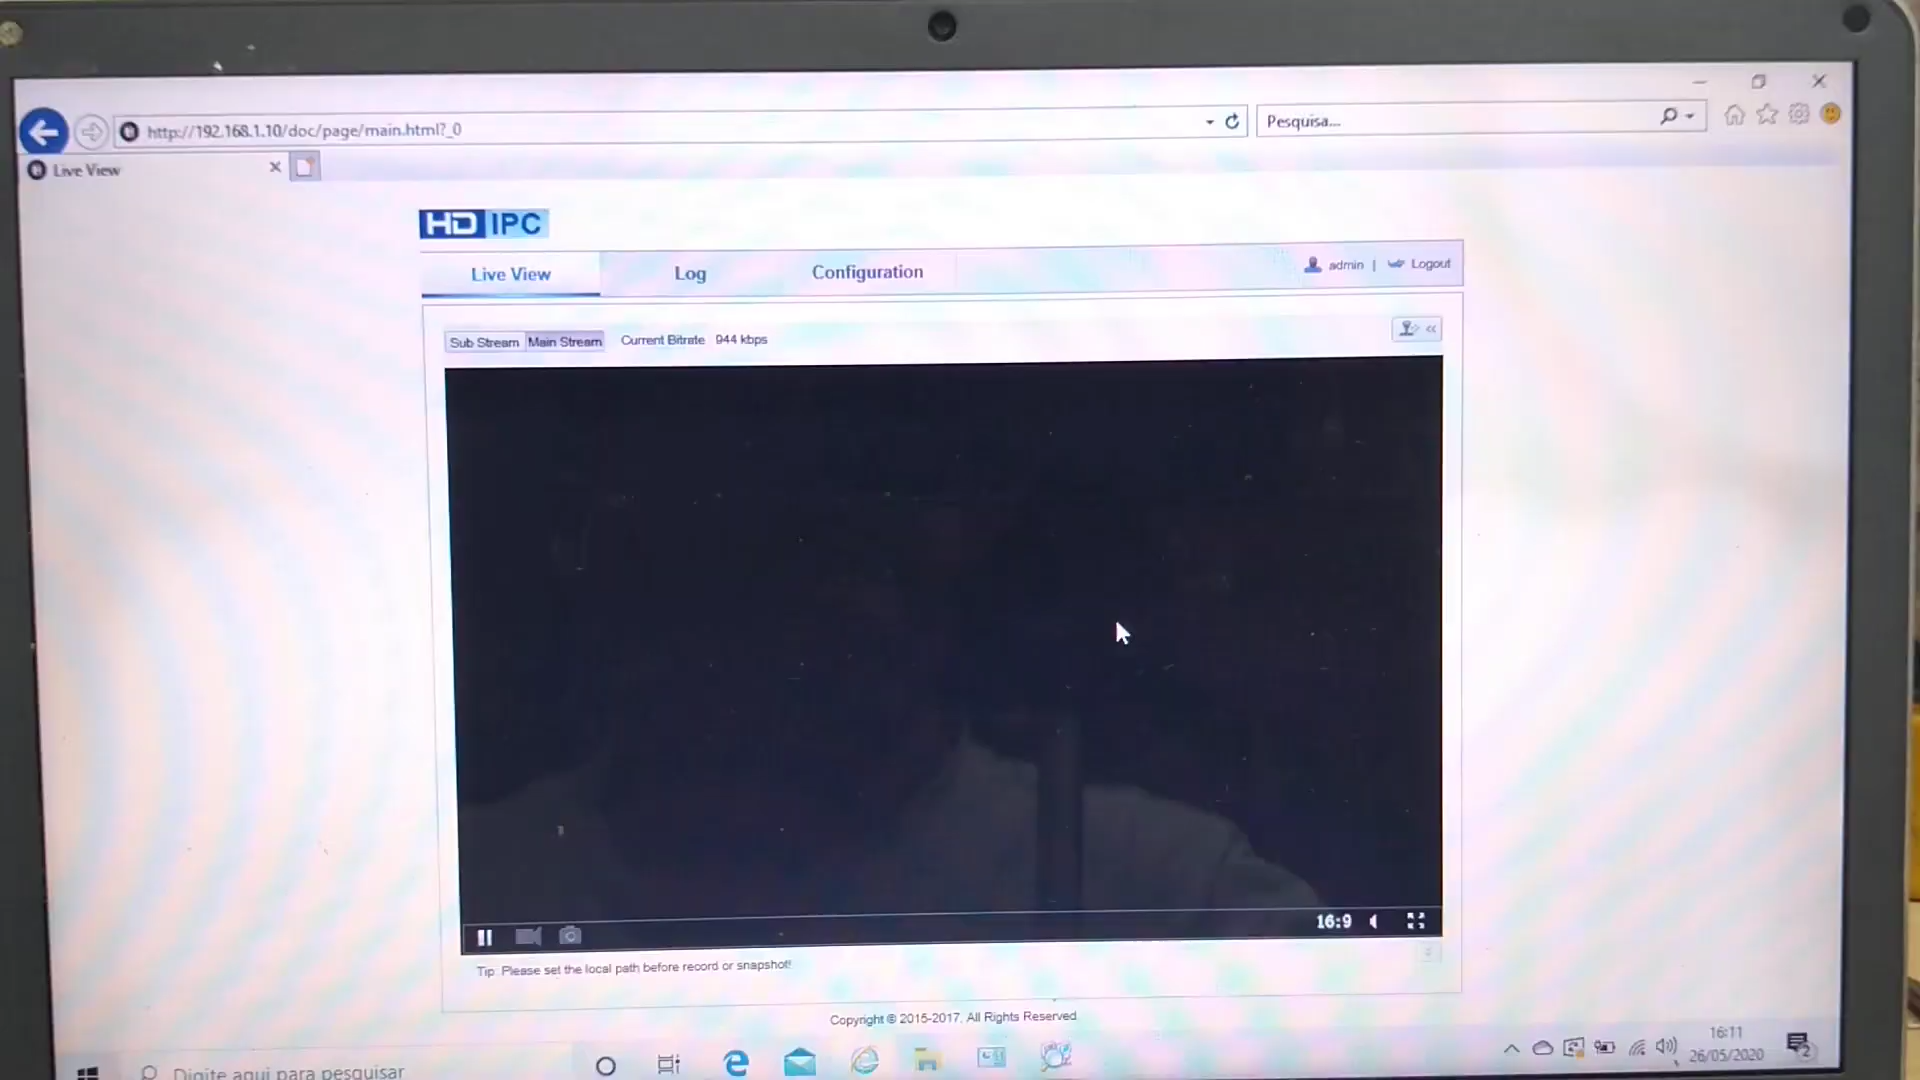 http://192.168.1.10/doc/page/main.html?_0
Pesquisa...
Live View
HD IPC
Live View
Log
Configuration
admin | Logout
Sub Stream
Main Stream
Current Bitrate 944 kbps
16:9
Tip: Please set the local path before record or snapshot!
Copyright © 2015-2017. All Rights Reserved
16:11
Digite aqui para pesquisar
26/05/2020
2